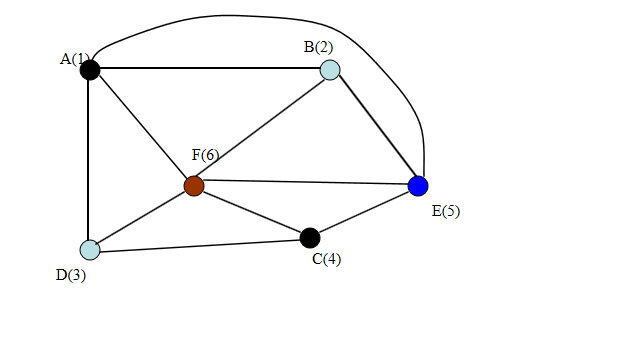 B(2)
A(1)
F(6)
E(5)
C(4)
D(3)